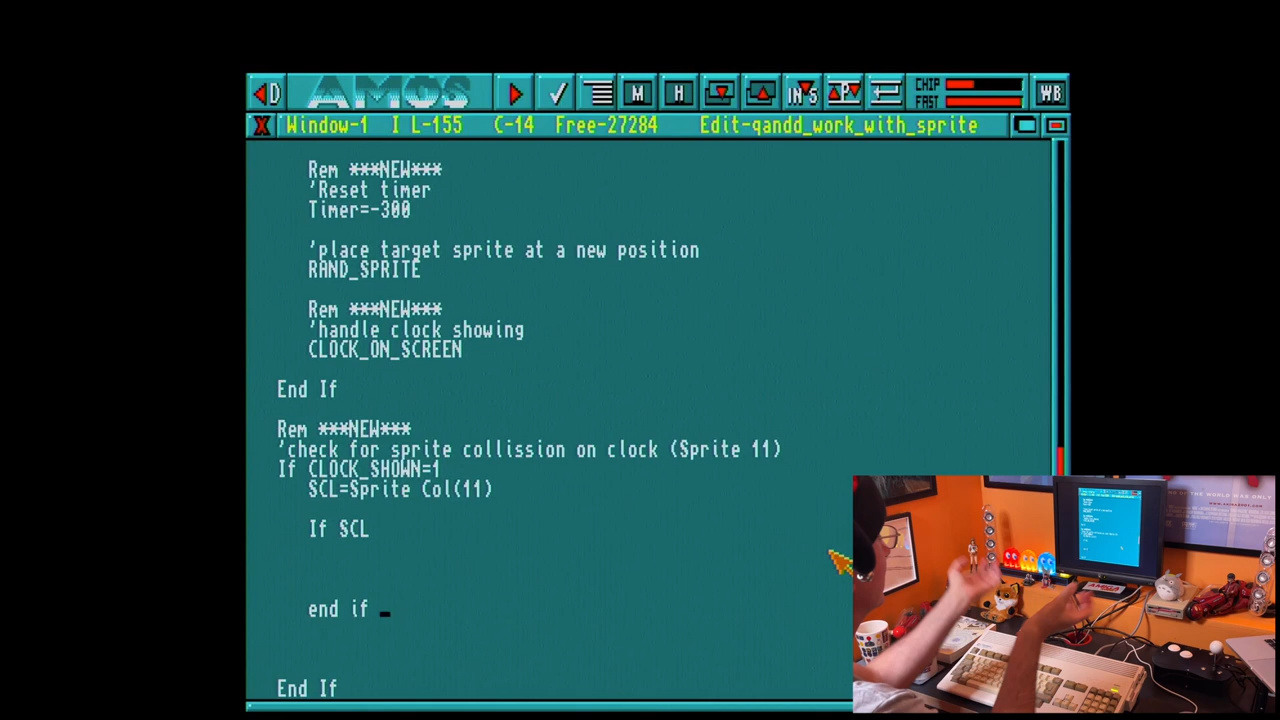 D AMOS M H INS P CHIP FAST WB
X Window-1 I L-155 C-14 Free-27284 Edit-qandd_work_with_sprite
Rem ***NEW***
'Reset timer
Timer=-300
'place target sprite at a new position
RAND_SPRITE
Rem ***NEW***
'handle clock showing
CLOCK_ON_SCREEN
End If
Rem ***NEW***
'check for sprite collission on clock (Sprite 11)
If CLOCK_SHOWN=1
SCL=Sprite Col(11)
If SCL
end if
End If